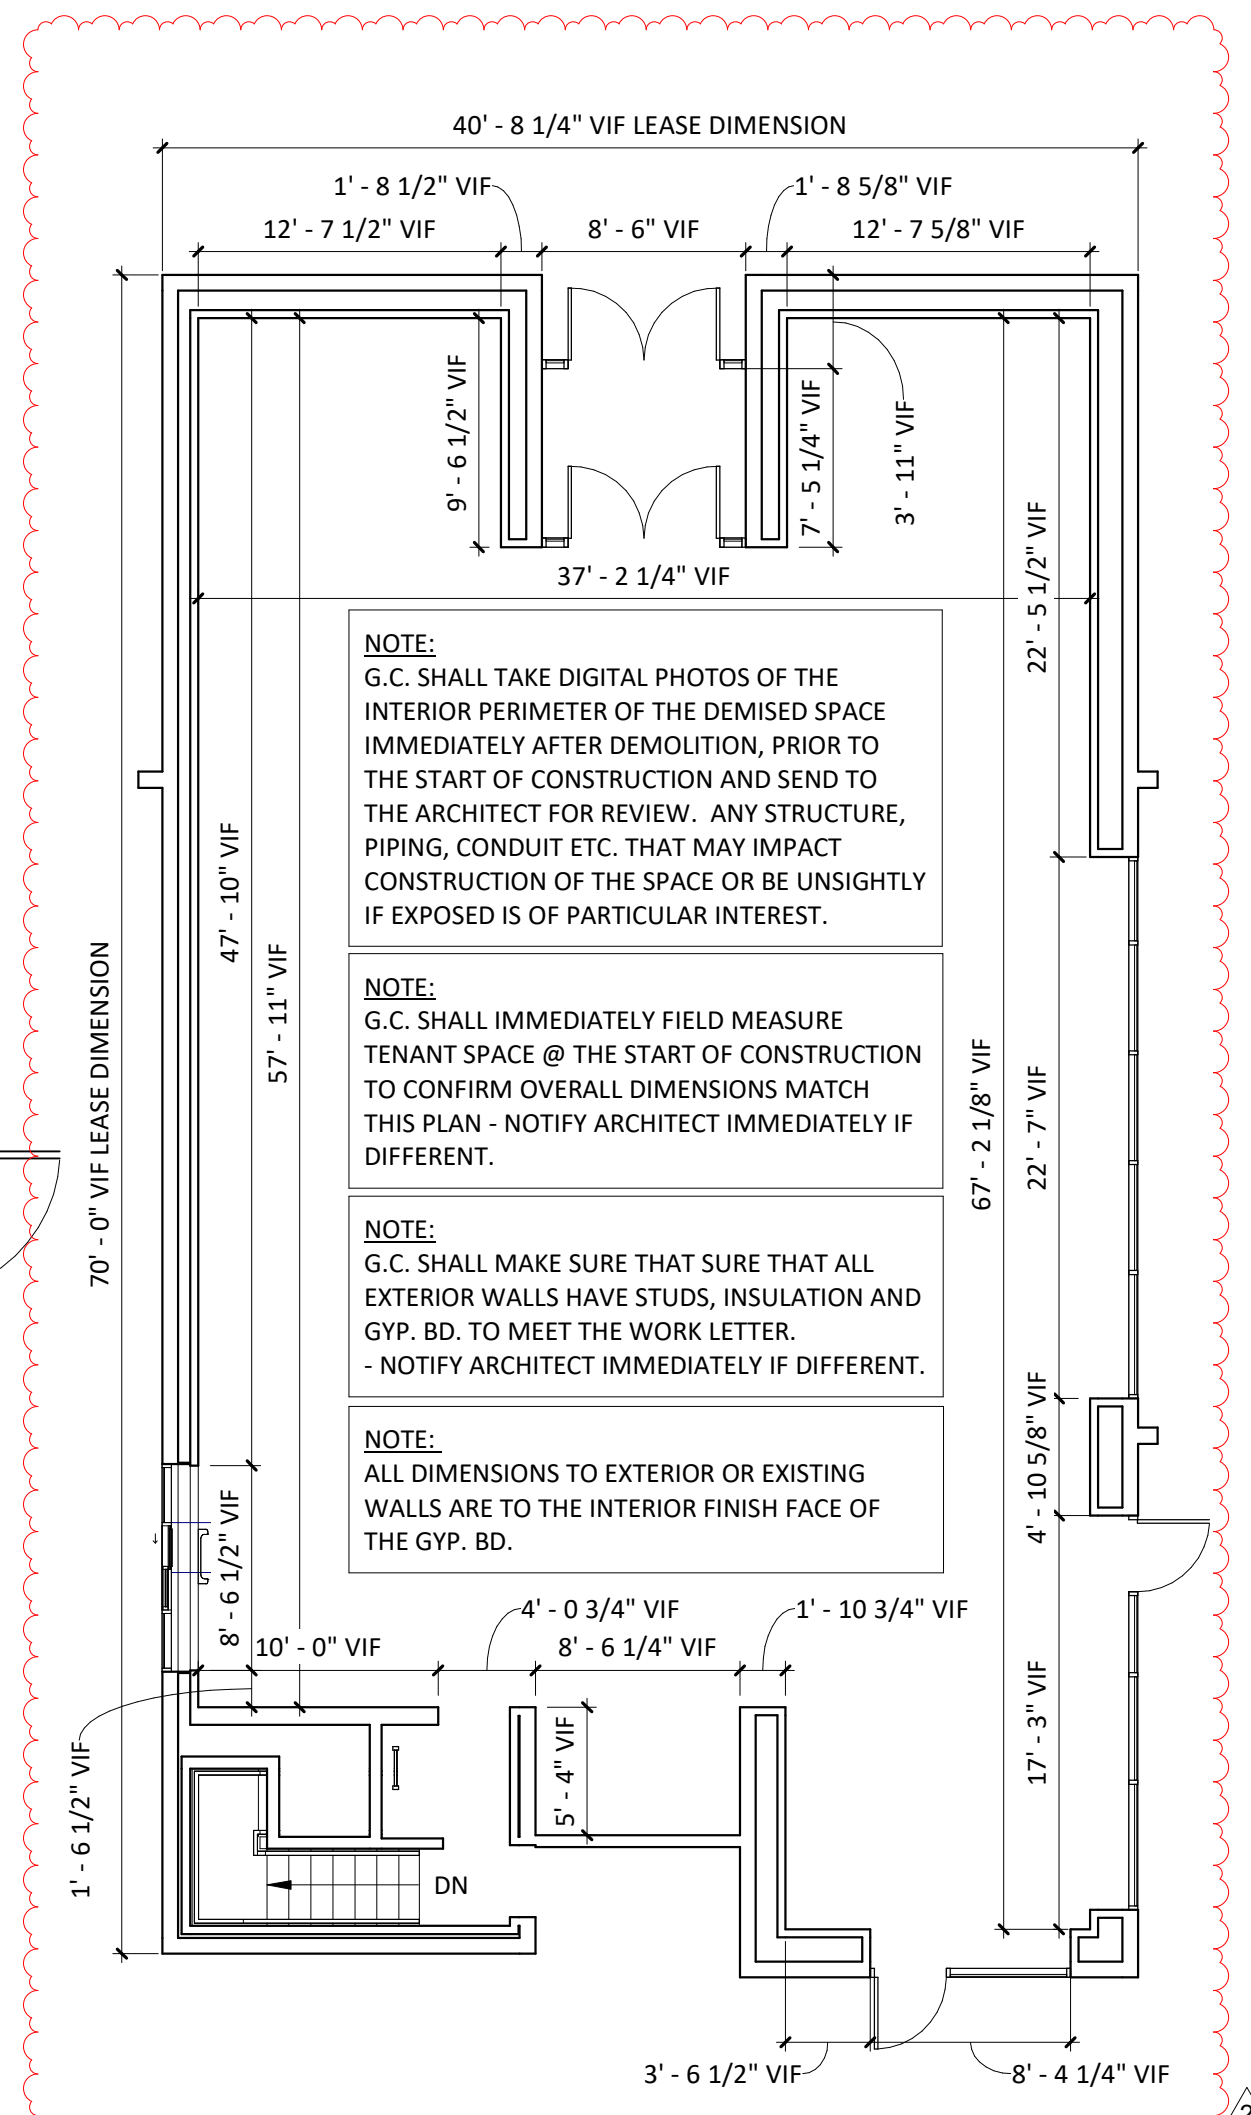 40' - 8 1/4" VIF LEASE DIMENSION
1' - 8 1/2" VIF
1' - 8 5/8" VIF
12' - 7 1/2" VIF
8' - 6" VIF
12' - 7 5/8" VIF
9' - 6 1/2" VIF
7' - 5 1/4" VIF
3' - 11" VIF
37' - 2 1/4" VIF
22' - 5 1/2" VIF
NOTE:
G.C. SHALL TAKE DIGITAL PHOTOS OF THE
INTERIOR PERIMETER OF THE DEMISED SPACE
IMMEDIATELY AFTER DEMOLITION, PRIOR TO
THE START OF CONSTRUCTION AND SEND TO
THE ARCHITECT FOR REVIEW. ANY STRUCTURE,
PIPING, CONDUIT ETC. THAT MAY IMPACT
CONSTRUCTION OF THE SPACE OR BE UNSIGHTLY
IF EXPOSED IS OF PARTICULAR INTEREST.
47' - 10" VIF
57' - 11" VIF
70' - 0" VIF LEASE DIMENSION
NOTE:
G.C. SHALL IMMEDIATELY FIELD MEASURE
TENANT SPACE @ THE START OF CONSTRUCTION
TO CONFIRM OVERALL DIMENSIONS MATCH
THIS PLAN - NOTIFY ARCHITECT IMMEDIATELY IF
DIFFERENT.
67' - 2 1/8" VIF
22' - 7" VIF
NOTE:
G.C. SHALL MAKE SURE THAT SURE THAT ALL
EXTERIOR WALLS HAVE STUDS, INSULATION AND
GYP. BD. TO MEET THE WORK LETTER.
- NOTIFY ARCHITECT IMMEDIATELY IF DIFFERENT.
NOTE:
ALL DIMENSIONS TO EXTERIOR OR EXISTING
WALLS ARE TO THE INTERIOR FINISH FACE OF
THE GYP. BD.
4' - 10 5/8" VIF
8' - 6 1/2" VIF
4' - 0 3/4" VIF
1' - 10 3/4" VIF
10' - 0" VIF
8' - 6 1/4" VIF
5' - 4" VIF
17' - 3" VIF
1' - 6 1/2" VIF
DN
3' - 6 1/2" VIF
8' - 4 1/4" VIF